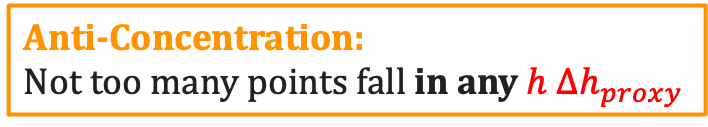 Anti-Concentration:
Not too many points fall in any h Δh_proxy